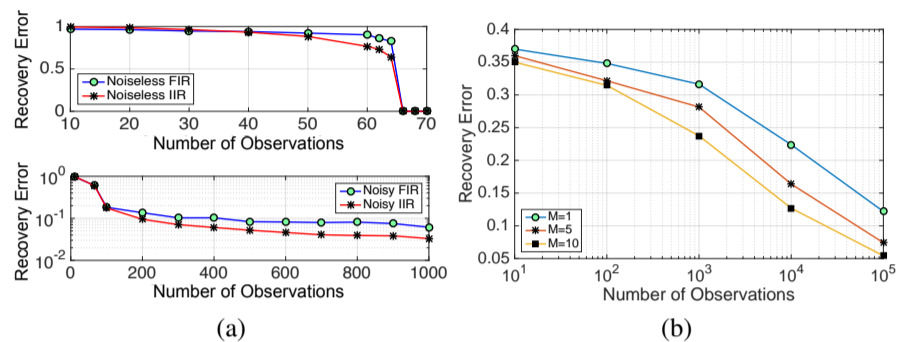 Recovery Error
1
0.5
0
Noiseless FIR
Noiseless IIR
10 20 30 40 50 60 70
Number of Observations
Recovery Error
10^0
10^-1
10^-2
Noisy FIR
Noisy IIR
0 200 400 600 800 1000
Number of Observations
(a)
Recovery Error
0.4
0.35
0.3
0.25
0.2
0.15
0.1
0.05
M=1
M=5
M=10
10^1 10^2 10^3 10^4 10^5
Number of Observations
(b)